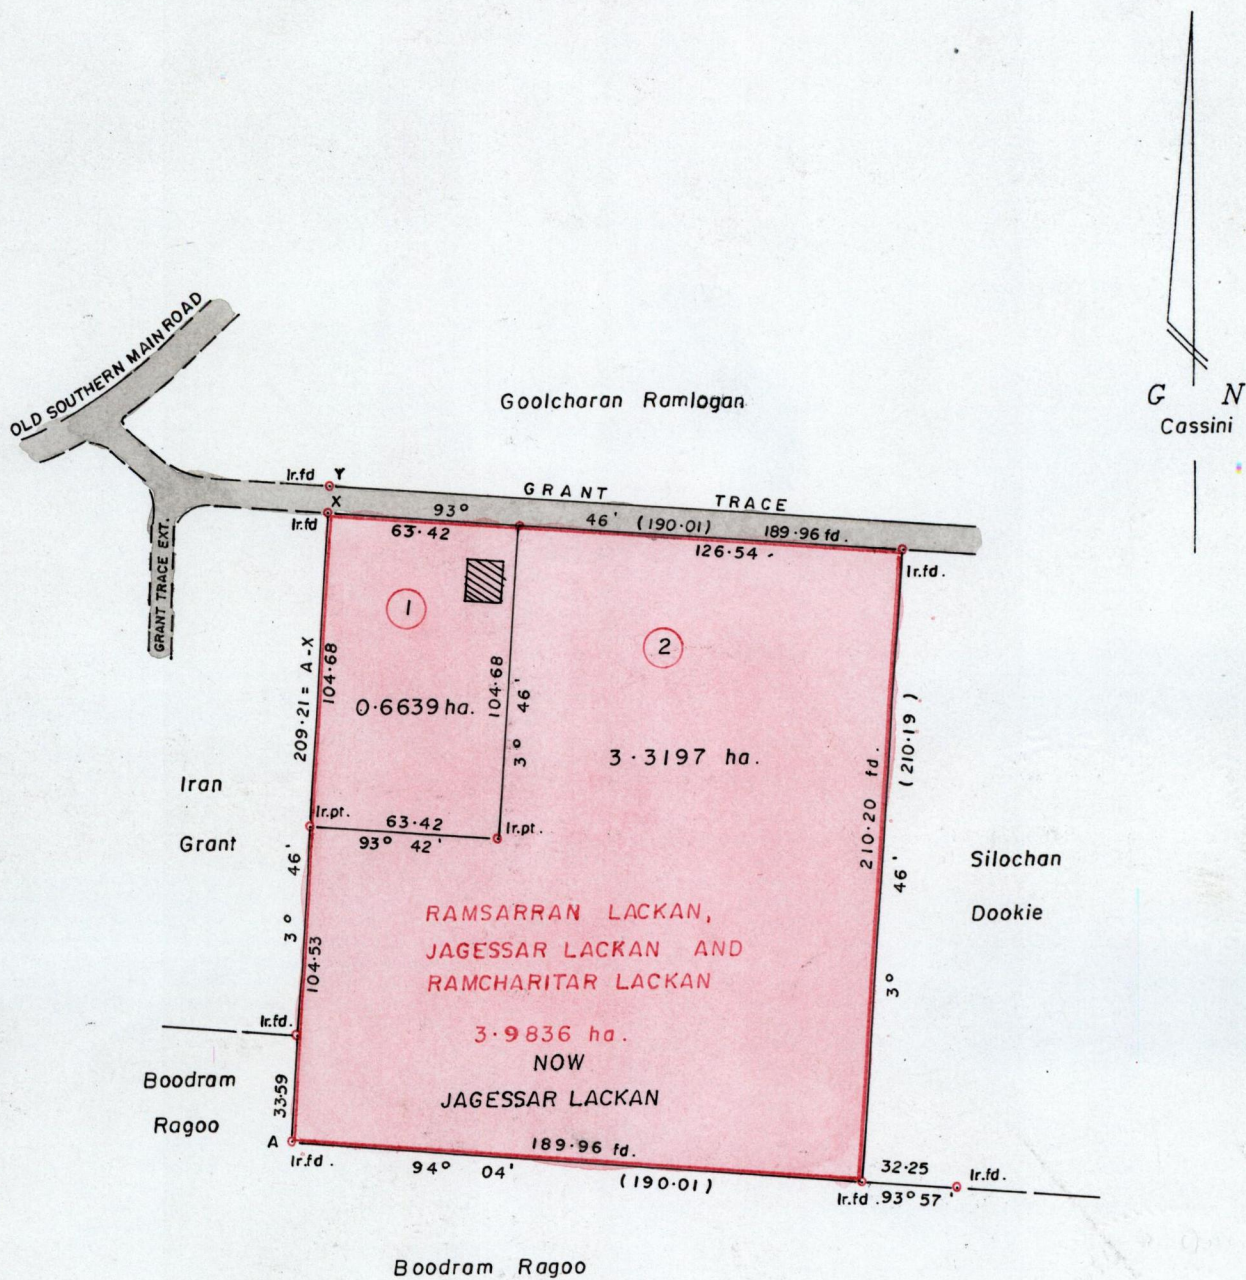 G N
Cassini
OLD SOUTHERN MAIN ROAD
Goolcharan Ramlogan
Ir.fd Y
GRANT TRACE
X
Ir.fd
93° 46' (190·01) 189·96 fd.
63·42
126·54
Ir.fd.
GRANT TRACE EXT.
1
2
209·21 = A-X
104·68
104·68
3° 46'
0·6639 ha.
3·3197 ha.
210·20 fd.
(210·19)
3° 46'
Iran
Grant
Ir.pt.
63·42
Ir.pt.
93° 42'
3° 46'
104·53
Silochan
Dookie
RAMSARRAN LACKAN,
JAGESSAR LACKAN AND
RAMCHARITAR LACKAN
3·9836 ha.
NOW
JAGESSAR LACKAN
Ir.fd.
Boodram
Ragoo
33·59
A
Ir.fd.
189·96 fd.
94° 04'
(190·01)
32·25
Ir.fd.
Ir.fd. 93° 57'
Boodram Ragoo